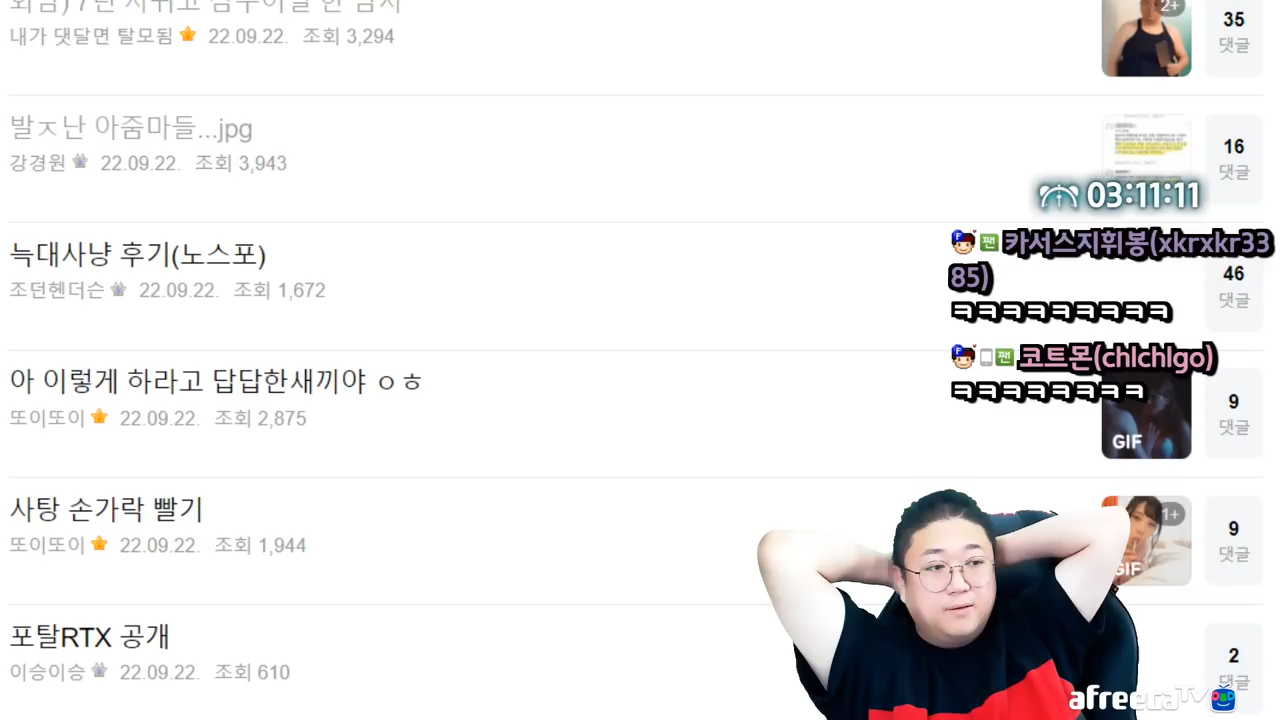 내가 댓달면 탈모됨 22.09.22. 조회 3,294
2+
35
댓글
발ㅈ난 아줌마들...jpg
강경원 22.09.22. 조회 3,943
16
댓글
03:11:11
늑대사냥 후기(노스포)
조던헨더슨 22.09.22. 조회 1,672
46
댓글
팬 카서스지휘봉(xkrxkr33
85)
ㅋㅋㅋㅋㅋㅋㅋㅋㅋ
팬 코트몬(chlchlgo)
ㅋㅋㅋㅋㅋㅋㅋㅋ
아 이렇게 하라고 답답한새끼야 ㅇㅎ
또이또이 22.09.22. 조회 2,875
GIF
9
댓글
사탕 손가락 빨기
또이또이 22.09.22. 조회 1,944
1+
GIF
9
댓글
포탈RTX 공개
이승이승 22.09.22. 조회 610
2
댓글
afreecaTV